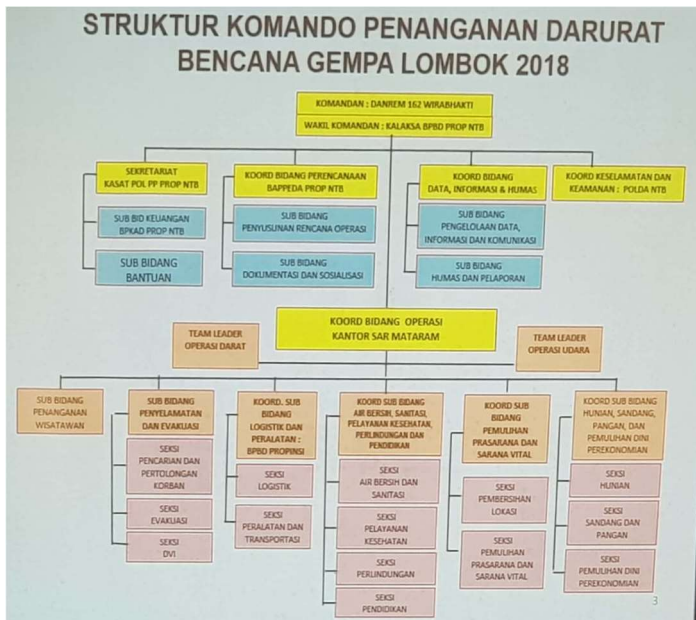 STRUKTUR KOMANDO PENANGANAN DARURAT
BENCANA GEMPA LOMBOK 2018
KOMANDAN : DANREM 162 WIRABHAKTI
WAKIL KOMANDAN : KALAKSA BPBD PROP NTB
SEKRETARIAT
KASAT POL PP PROP NTB
KOORD BIDANG PERENCANAAN
BAPPEDA PROP NTB
KOORD BIDANG
DATA, INFORMASI & HUMAS
KOORD KESELAMATAN DAN
KEAMANAN : POLDA NTB
SUB BID KEUANGAN
BPKAD PROP NTB
SUB BIDANG
PENYUSUNAN RENCANA OPERASI
SUB BIDANG
PENGELOLAAN DATA,
INFORMASI DAN KOMUNIKASI
SUB BIDANG
BANTUAN
SUB BIDANG
DOKUMENTASI DAN SOSIALISASI
SUB BIDANG
HUMAS DAN PELAPORAN
KOORD BIDANG OPERASI
KANTOR SAR MATARAM
TEAM LEADER
OPERASI DARAT
TEAM LEADER
OPERASI UDARA
SUB BIDANG
PENANGANAN
WISATAWAN
SUB BIDANG
PENYELAMATAN
DAN EVAKUASI
SEKSI
PENCARIAN DAN
PERTOLONGAN
KORBAN
SEKSI
EVAKUASI
SEKSI
DVI
KOORD. SUB
BIDANG
LOGISTIK DAN
PERALATAN :
BPBD PROPINSI
SEKSI
LOGISTIK
SEKSI
PERALATAN DAN
TRANSPORTASI
KOORD SUB BIDANG
AIR BERSIH, SANITASI,
PELAYANAN KESEHATAN,
PERLINDUNGAN DAN
PENDIDIKAN
SEKSI
AIR BERSIH DAN
SANITASI
SEKSI
PELAYANAN
KESEHATAN
SEKSI
PERLINDUNGAN
SEKSI
PENDIDIKAN
KOORD SUB
BIDANG
PEMULIHAN
PRASARANA DAN
SARANA VITAL
SEKSI
PEMBERSIHAN
LOKASI
SEKSI
PEMULIHAN
PRASARANA DAN
SARANA VITAL
KOORD SUB BIDANG
HUNIAN, SANDANG,
PANGAN, DAN
PEMULIHAN DINI
PEREKONOMIAN
SEKSI
HUNIAN
SEKSI
SANDANG DAN
PANGAN
SEKSI
PEMULIHAN DINI
PEREKONOMIAN
3